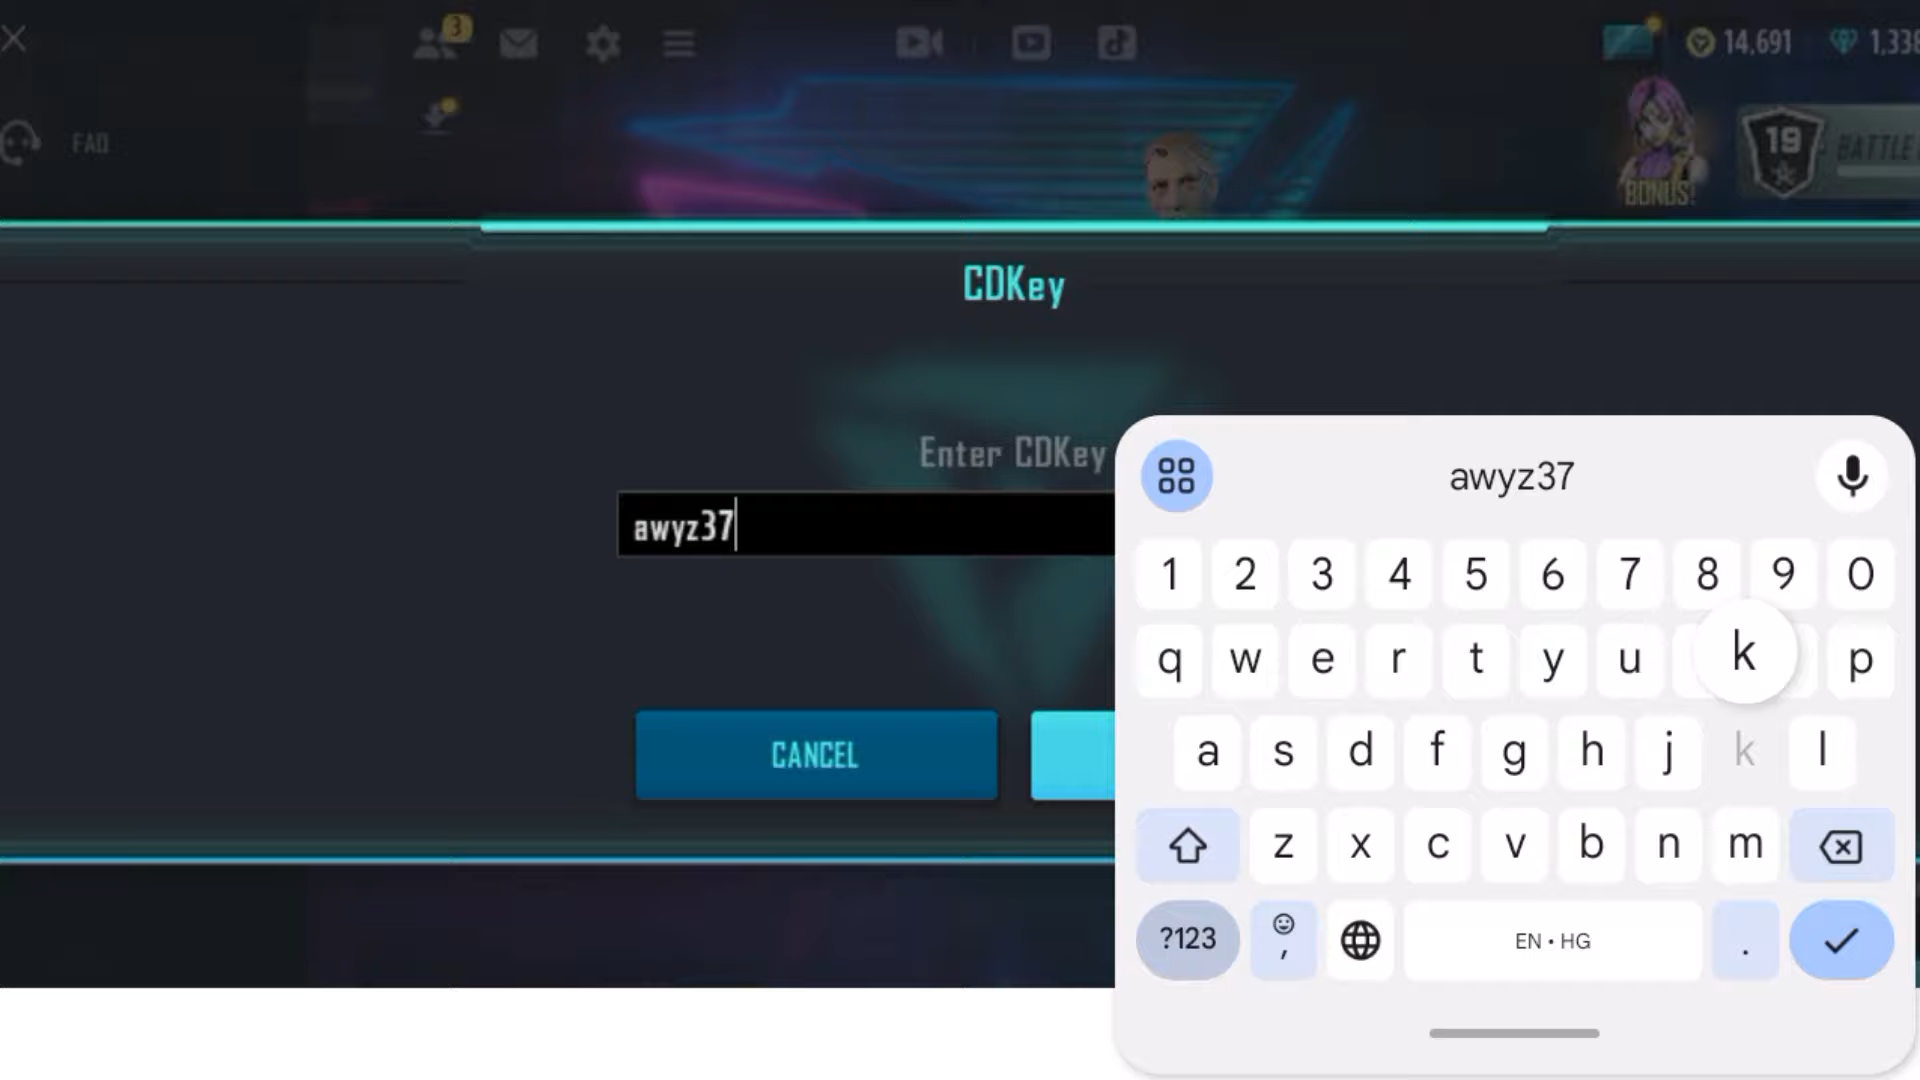 3
14,691
1,338
FAQ
19
BATTLE
BONUS!
CDKey
Enter CDKey
awyz37
CANCEL
awyz37
1 2 3 4 5 6 7 8 9 0
q w e r t y u k p
a s d f g h j k l
z x c v b n m
?123 , EN • HG .